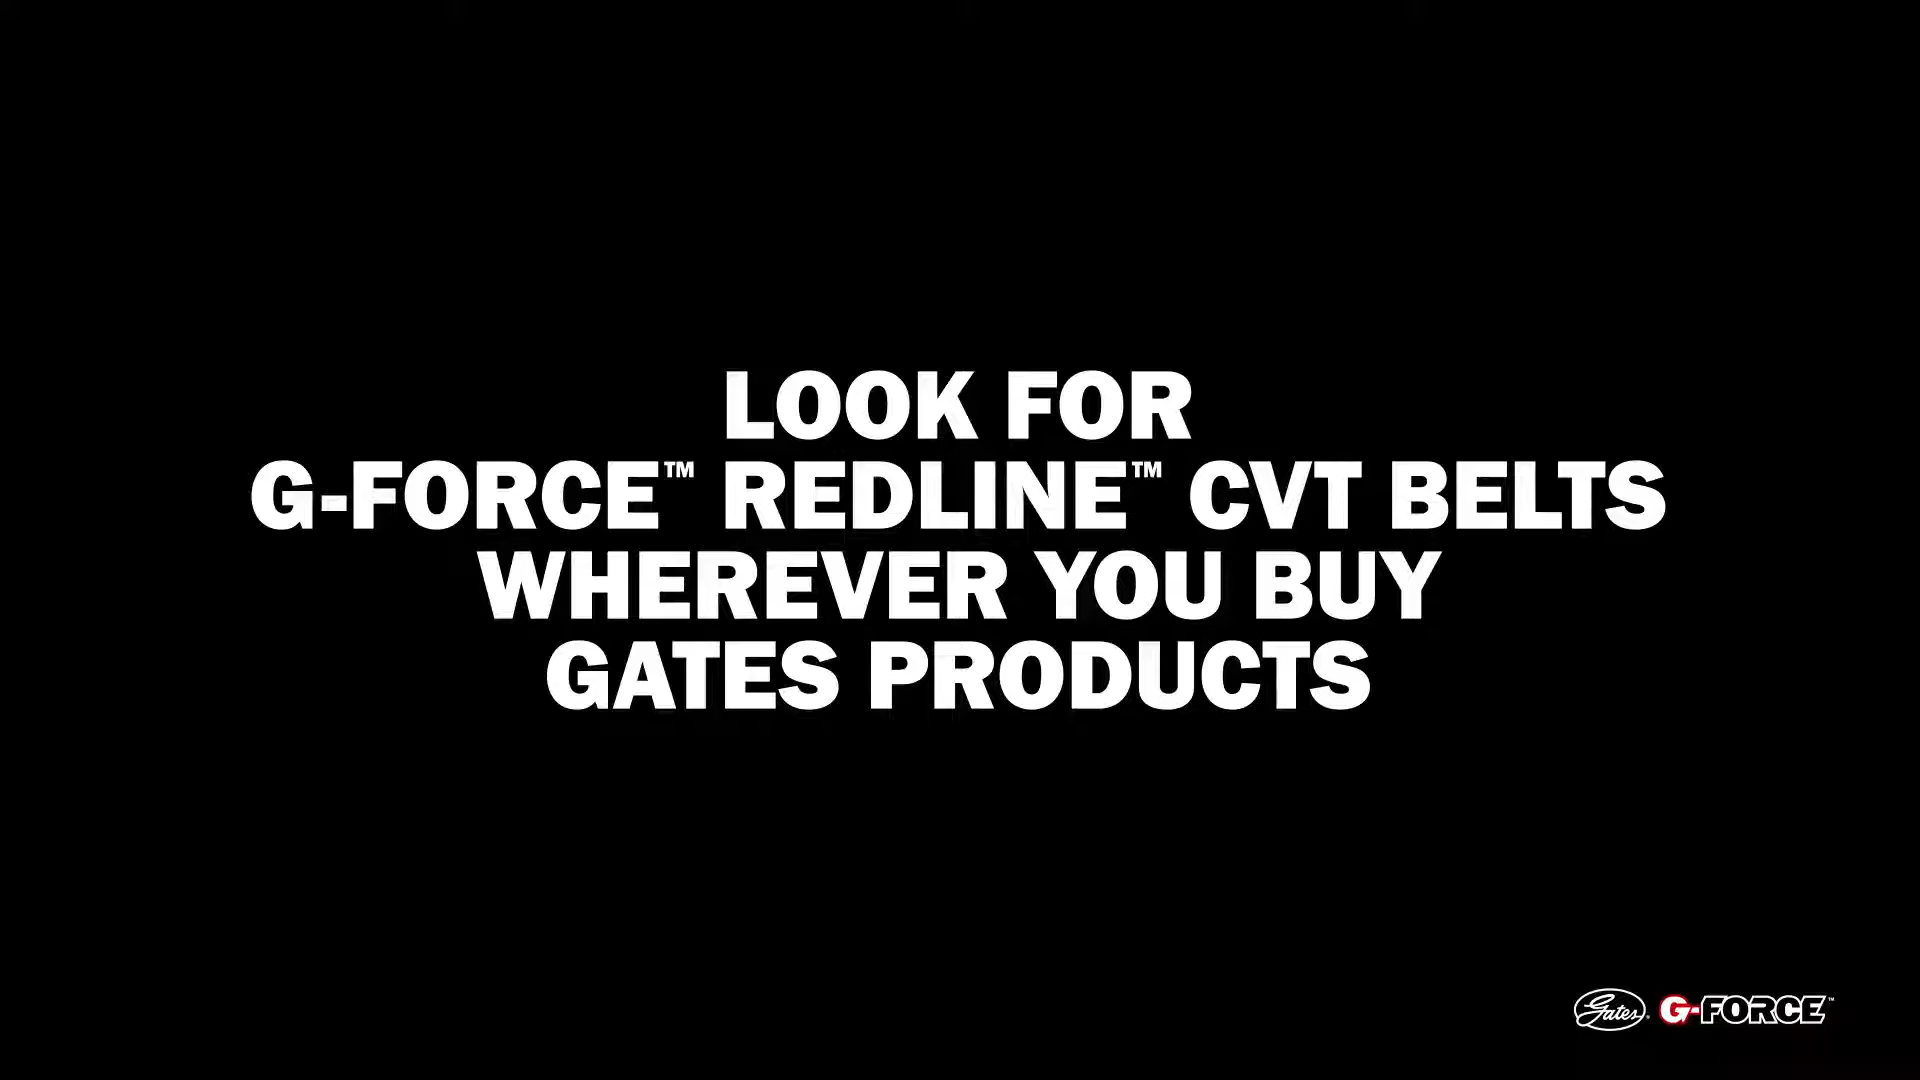 LOOK FOR
G-FORCE™ REDLINE™ CVT BELTS
WHEREVER YOU BUY
GATES PRODUCTS
Gates® G-FORCE™